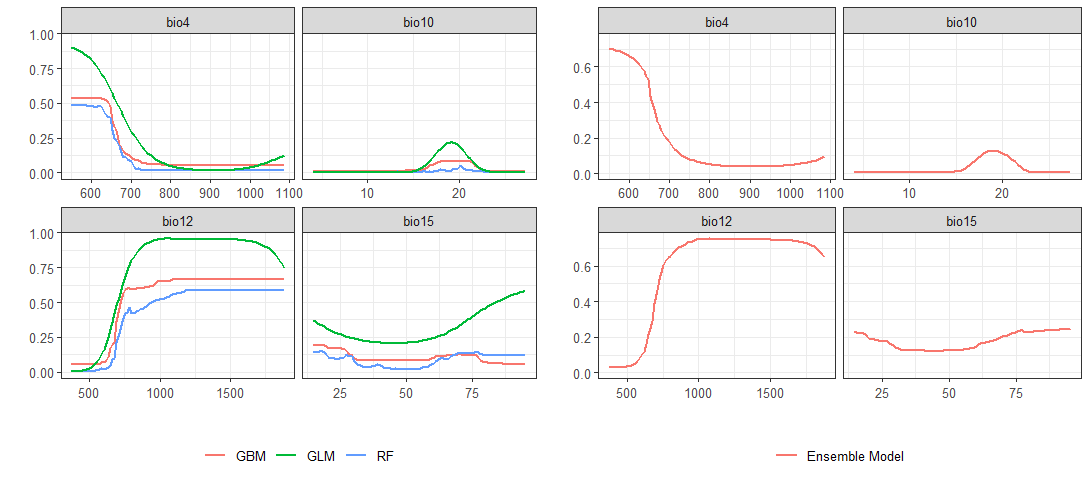 bio4 bio10 bio4 bio10
1.00
0.75 0.6
0.50 0.4
0.25 0.2
0.00 0.0
600 700 800 900 1000 1100 10 20 600 700 800 900 1000 1100 10 20
bio12 bio15 bio12 bio15
1.00
0.75 0.6
0.50 0.4
0.25 0.2
0.00 0.0
500 1000 1500 25 50 75 500 1000 1500 25 50 75
GBM GLM RF Ensemble Model